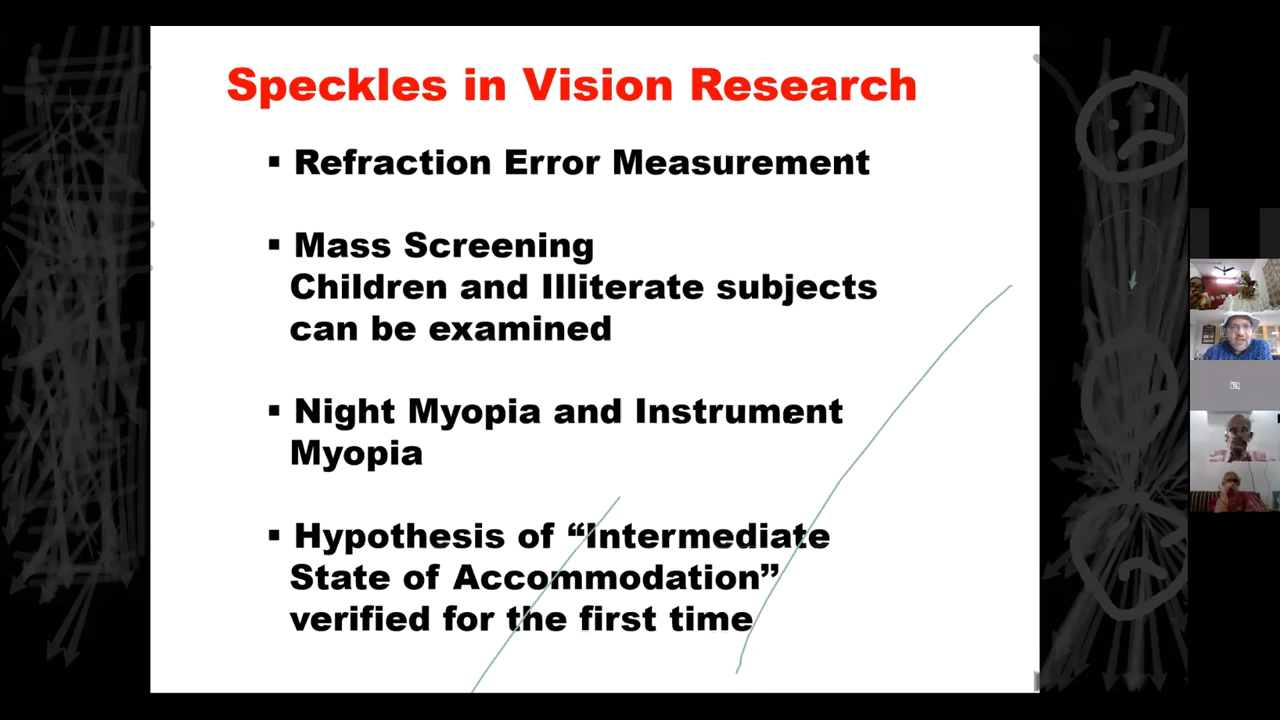 Speckles in Vision Research
▪ Refraction Error Measurement
▪ Mass Screening
Children and Illiterate subjects
can be examined
▪ Night Myopia and Instrument
Myopia
▪ Hypothesis of “Intermediate
State of Accommodation”
verified for the first time